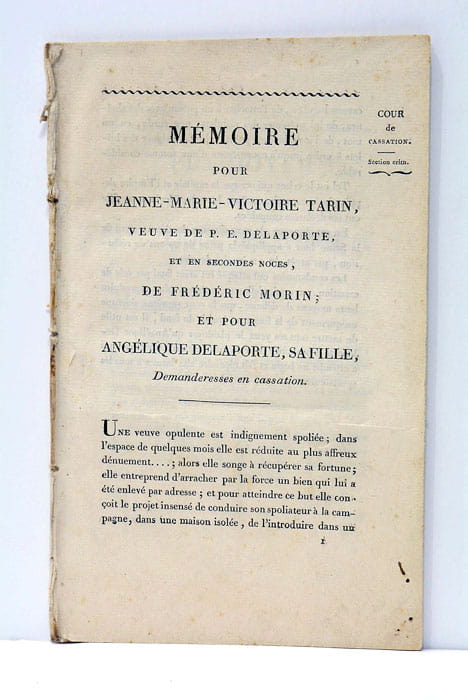 COUR
de
CASSATION.
Section crim.
MÉMOIRE
POUR
JEANNE-MARIE-VICTOIRE TARIN,
VEUVE DE P. E. DELAPORTE,
ET EN SECONDES NOCES,
DE FRÉDÉRIC MORIN;
ET POUR
ANGÉLIQUE DELAPORTE, SA FILLE,
Demanderesses en cassation.
UNE veuve opulente est indignement spoliée; dans
l'espace de quelques mois elle est réduite au plus affreux
dénuement....; alors elle songe à récupérer sa fortune;
elle entreprend d'arracher par la force un bien qui lui a
été enlevé par adresse; et pour atteindre ce but elle con-
çoit le projet insensé de conduire son spoliateur à la cam-
pagne, dans une maison isolée, de l'introduire dans un
1